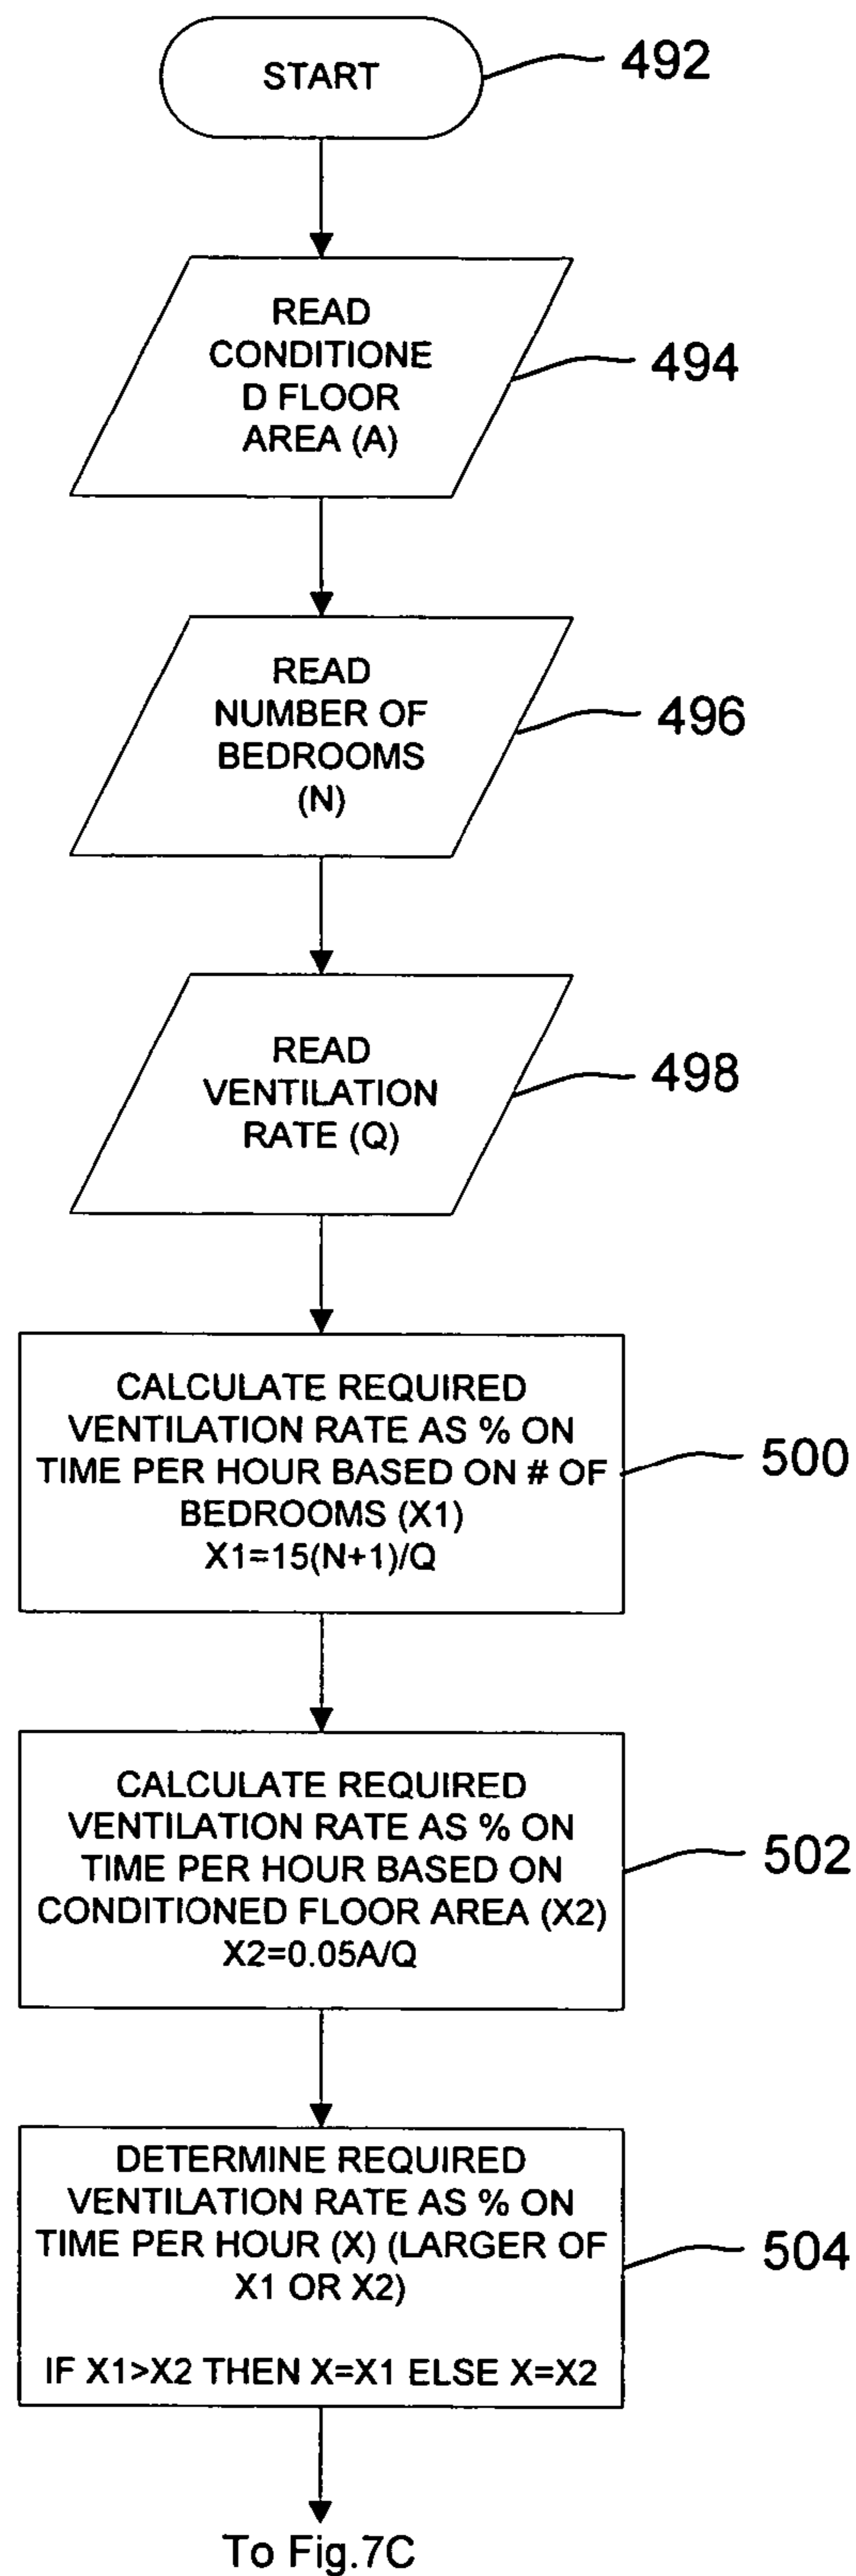 START
492
READ
CONDITIONE
D FLOOR
AREA (A)
494
READ
NUMBER OF
BEDROOMS
(N)
496
READ
VENTILATION
RATE (Q)
498
CALCULATE REQUIRED
VENTILATION RATE AS % ON
TIME PER HOUR BASED ON # OF
BEDROOMS (X1)
X1=15(N+1)/Q
500
CALCULATE REQUIRED
VENTILATION RATE AS % ON
TIME PER HOUR BASED ON
CONDITIONED FLOOR AREA (X2)
X2=0.05A/Q
502
DETERMINE REQUIRED
VENTILATION RATE AS % ON
TIME PER HOUR (X) (LARGER OF
X1 OR X2)
IF X1>X2 THEN X=X1 ELSE X=X2
504
To Fig.7C